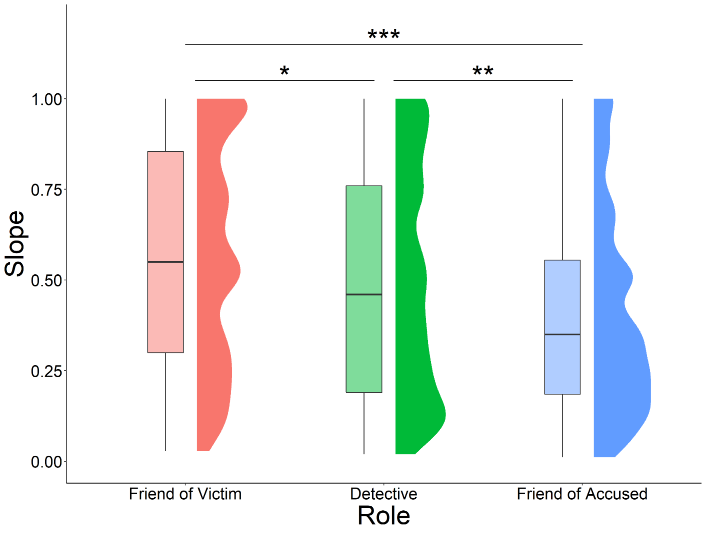 ***
*
**
1.00
0.75
0.50
0.25
0.00
Slope
Friend of Victim
Detective
Friend of Accused
Role